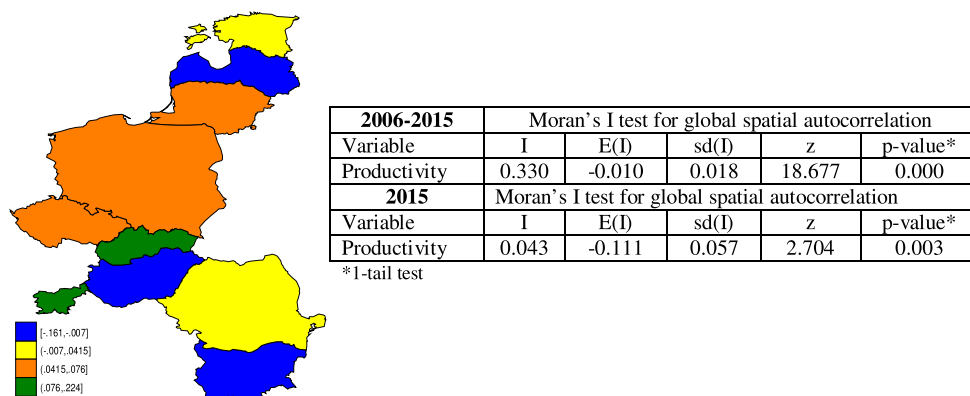 2006-2015 Moran's I test for global spatial autocorrelation
Variable I E(I) sd(I) z p-value*
Productivity 0.330 -0.010 0.018 18.677 0.000
2015 Moran's I test for global spatial autocorrelation
Variable I E(I) sd(I) z p-value*
Productivity 0.043 -0.111 0.057 2.704 0.003
*1-tail test
[-.161,-.007]
(-.007,.0415]
(.0415,.076]
(.076,.224]